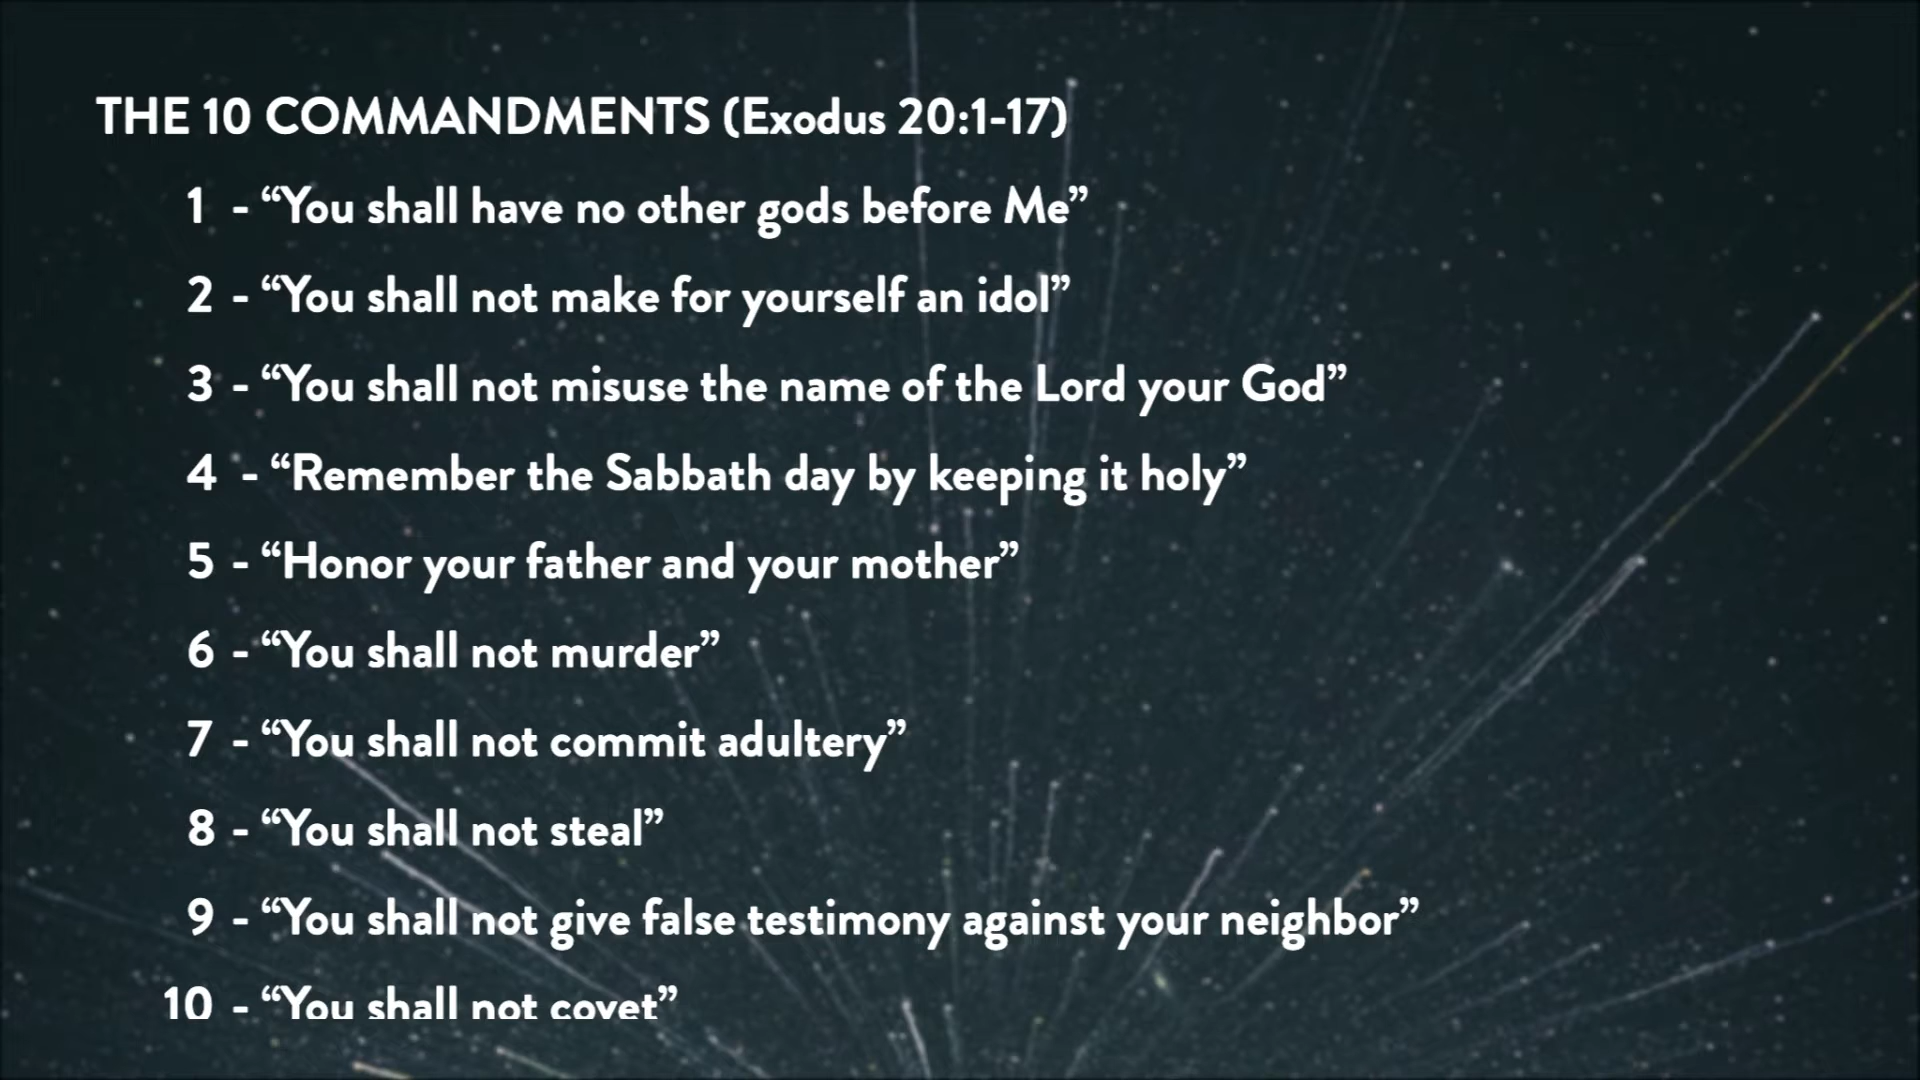 THE 10 COMMANDMENTS (Exodus 20:1-17)
1 - “You shall have no other gods before Me”
2 - “You shall not make for yourself an idol”
3 - “You shall not misuse the name of the Lord your God”
4 - “Remember the Sabbath day by keeping it holy”
5 - “Honor your father and your mother”
6 - “You shall not murder”
7 - “You shall not commit adultery”
8 - “You shall not steal”
9 - “You shall not give false testimony against your neighbor”
10 - “You shall not covet”